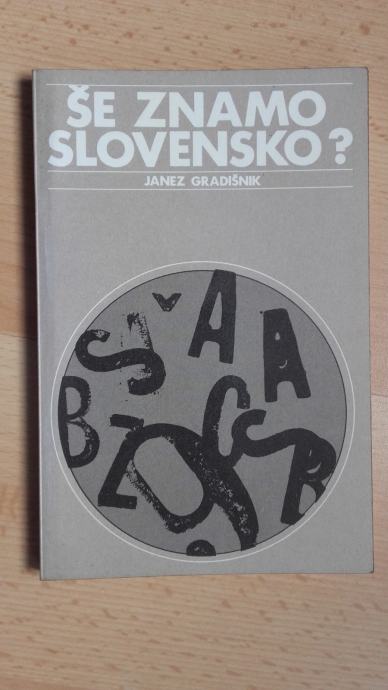 ŠE ZNAMO
SLOVENSKO?
JANEZ GRADIŠNIK
Š A A
B Ž O C S B
?